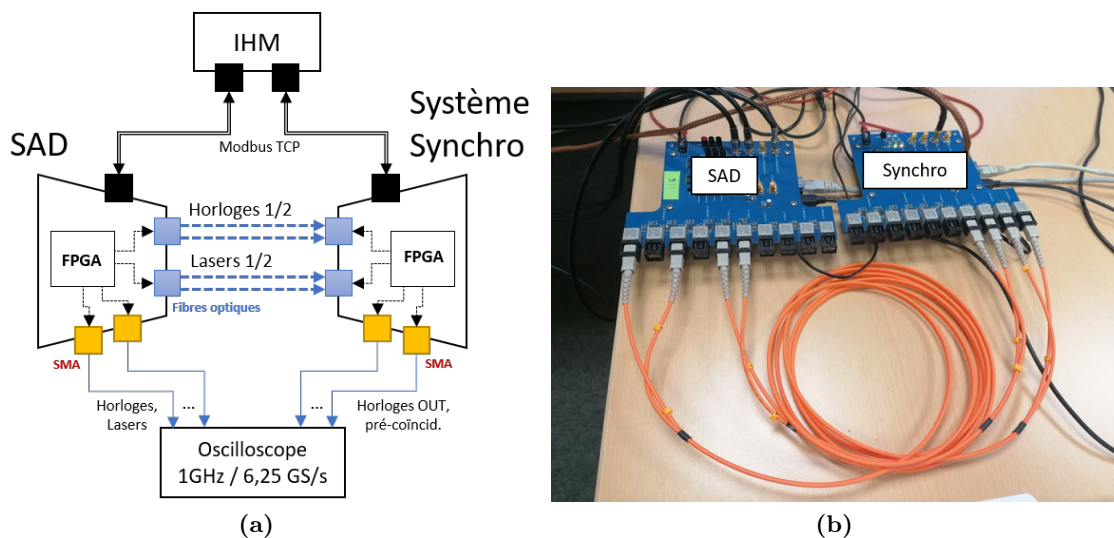 IHM
SAD
Système
Synchro
Modbus TCP
Horloges 1/2
FPGA
FPGA
Lasers 1/2
Fibres optiques
SMA
SMA
Horloges,
Lasers
...
...
Horloges OUT,
pré-coïncid.
Oscilloscope
1GHz / 6,25 GS/s
(a)
SAD
Synchro
(b)